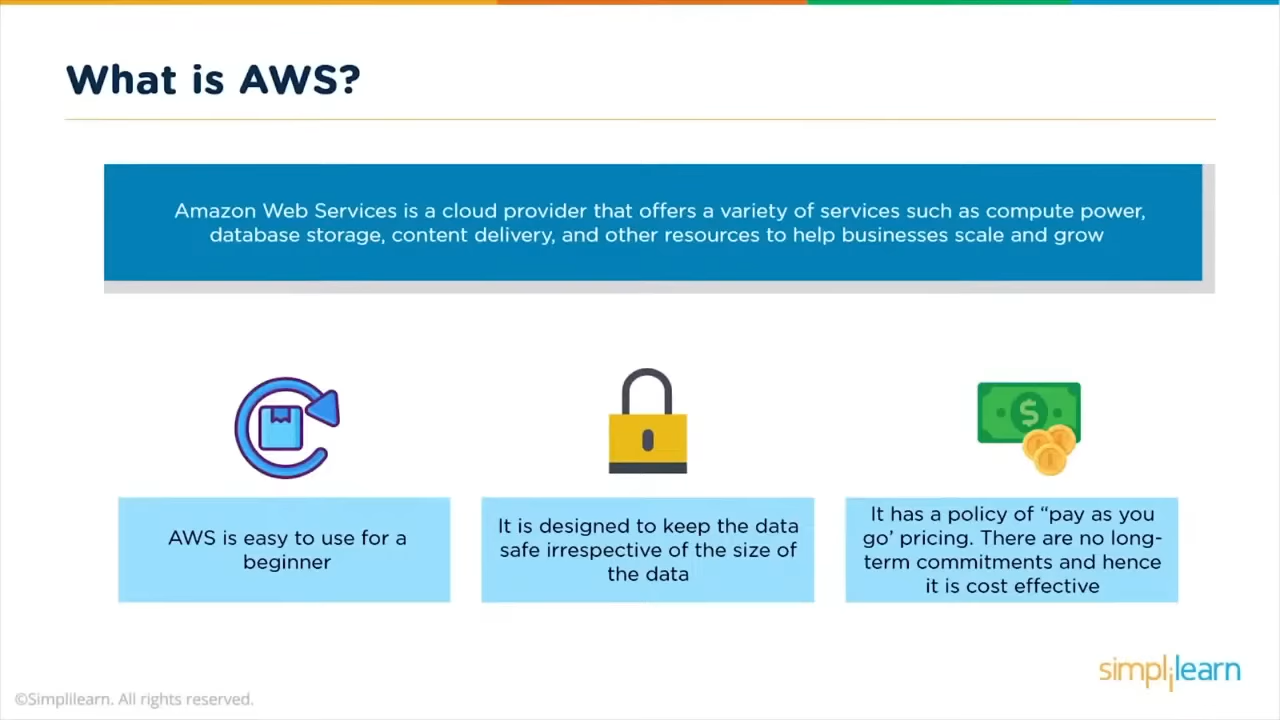 What is AWS?
Amazon Web Services is a cloud provider that offers a variety of services such as compute power,
database storage, content delivery, and other resources to help businesses scale and grow
AWS is easy to use for a
beginner
It is designed to keep the data
safe irrespective of the size of
the data
It has a policy of “pay as you
go’ pricing. There are no long-
term commitments and hence
it is cost effective
simplilearn
©Simplilearn. All rights reserved.